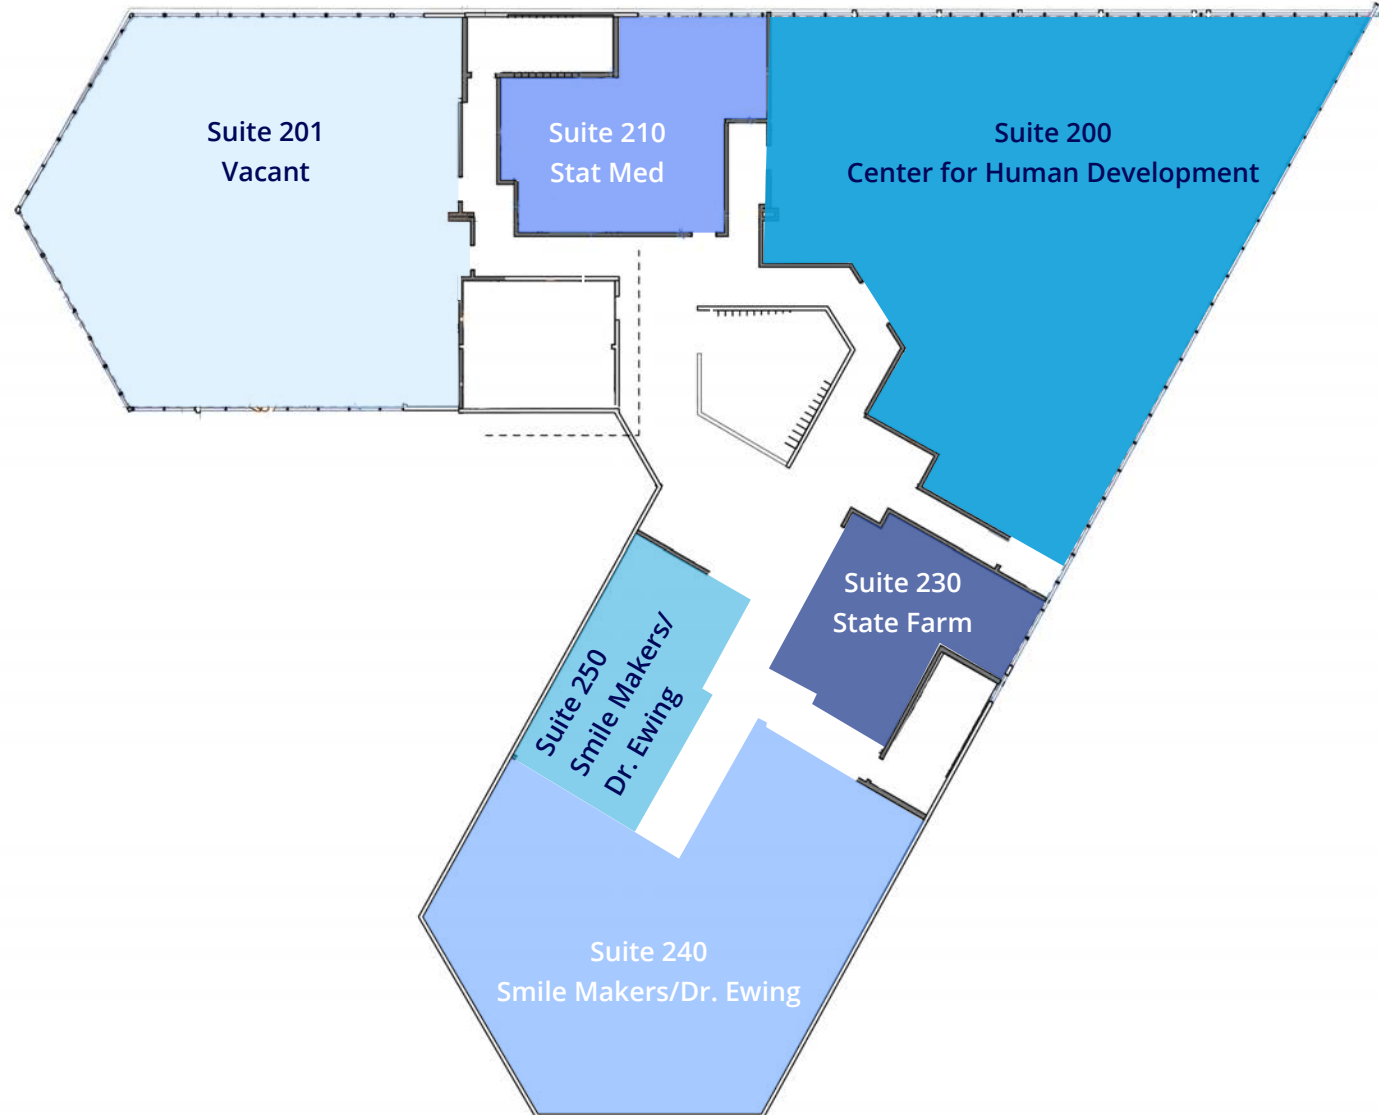 Suite 201
Vacant
Suite 210
Stat Med
Suite 200
Center for Human Development
Suite 230
State Farm
Suite 250
Smile Makers/
Dr. Ewing
Suite 240
Smile Makers/Dr. Ewing